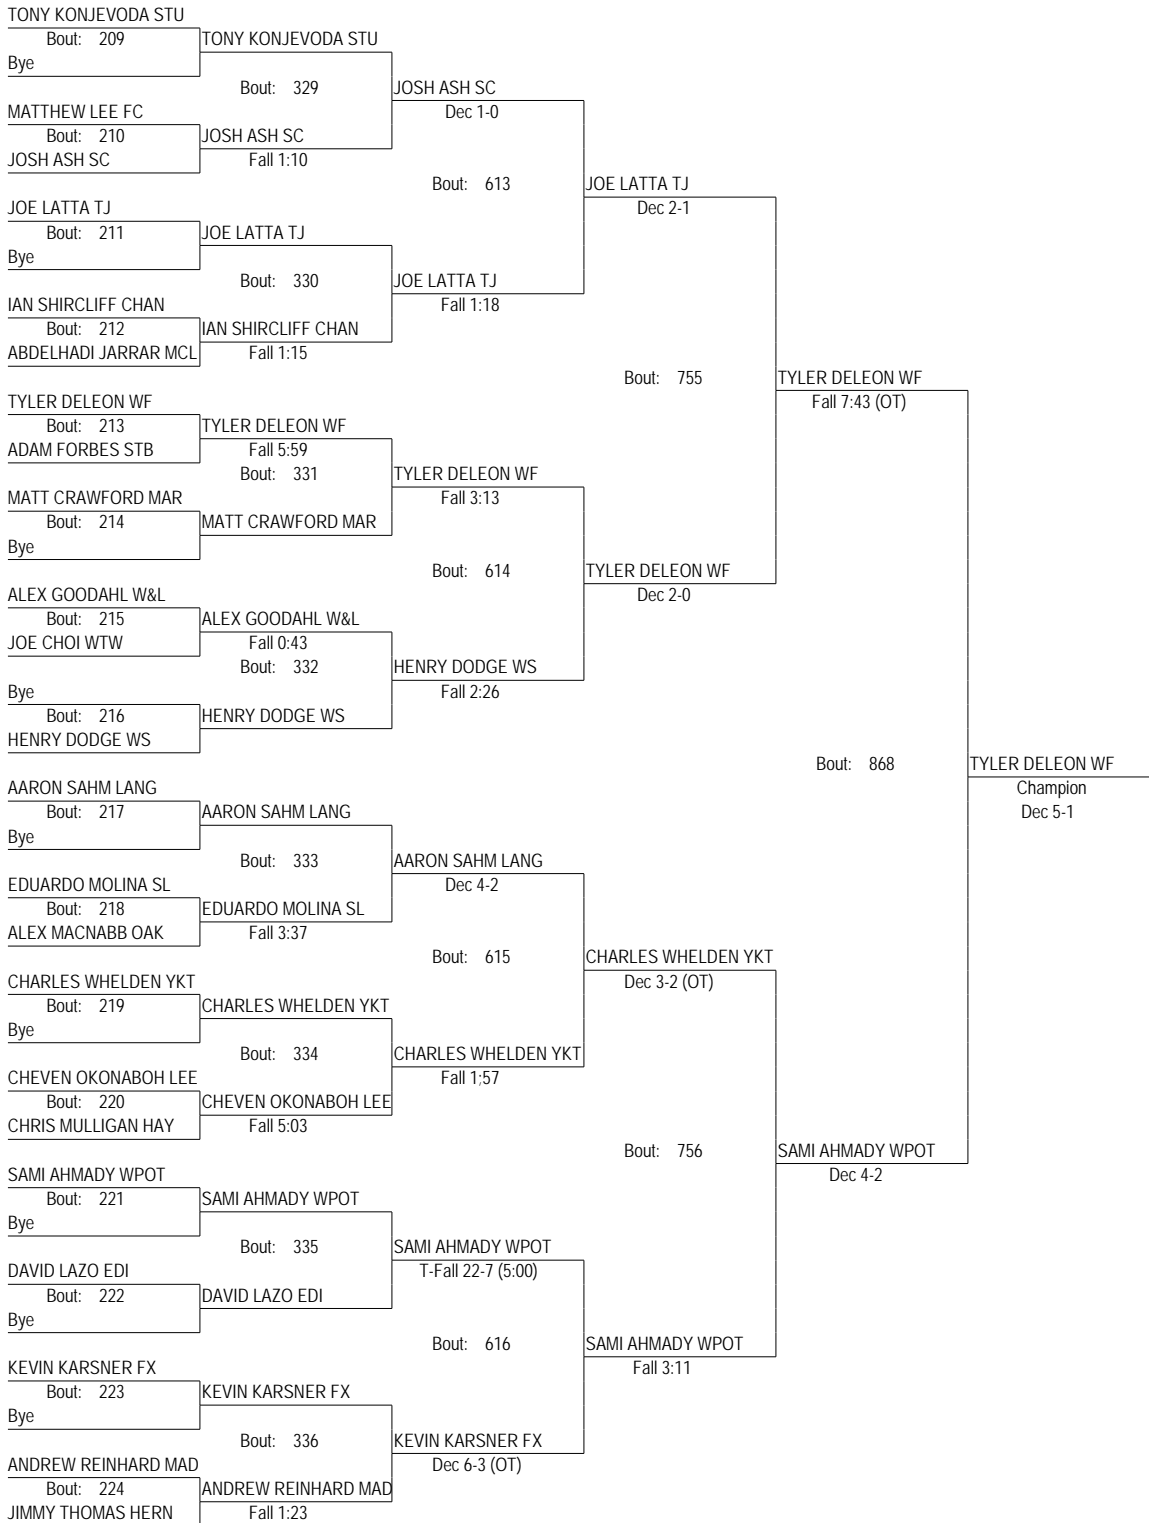 TONY KONJEVODA STU
Bout: 209
TONY KONJEVODA STU
Bye
Bout: 329
JOSH ASH SC
MATTHEW LEE FC
Dec 1-0
Bout: 210
JOSH ASH SC
JOSH ASH SC
Fall 1:10
Bout: 613
JOE LATTA TJ
JOE LATTA TJ
Dec 2-1
Bout: 211
JOE LATTA TJ
Bye
Bout: 330
JOE LATTA TJ
IAN SHIRCLIFF CHAN
Fall 1:18
Bout: 212
IAN SHIRCLIFF CHAN
ABDELHADI JARRAR MCL
Fall 1:15
Bout: 755
TYLER DELEON WF
TYLER DELEON WF
Fall 7:43 (OT)
Bout: 213
TYLER DELEON WF
ADAM FORBES STB
Fall 5:59
Bout: 331
TYLER DELEON WF
MATT CRAWFORD MAR
Fall 3:13
Bout: 214
MATT CRAWFORD MAR
Bye
Bout: 614
TYLER DELEON WF
ALEX GOODAHL W&L
Dec 2-0
Bout: 215
ALEX GOODAHL W&L
JOE CHOI WTW
Fall 0:43
Bout: 332
HENRY DODGE WS
Bye
Fall 2:26
Bout: 216
HENRY DODGE WS
HENRY DODGE WS
Bout: 868
TYLER DELEON WF
AARON SAHM LANG
Champion
Bout: 217
AARON SAHM LANG
Dec 5-1
Bye
Bout: 333
AARON SAHM LANG
EDUARDO MOLINA SL
Dec 4-2
Bout: 218
EDUARDO MOLINA SL
ALEX MACNABB OAK
Fall 3:37
Bout: 615
CHARLES WHELDEN YKT
CHARLES WHELDEN YKT
Dec 3-2 (OT)
Bout: 219
CHARLES WHELDEN YKT
Bye
Bout: 334
CHARLES WHELDEN YKT
CHEVEN OKONABOH LEE
Fall 1;57
Bout: 220
CHEVEN OKONABOH LEE
CHRIS MULLIGAN HAY
Fall 5:03
Bout: 756
SAMI AHMADY WPOT
SAMI AHMADY WPOT
Dec 4-2
Bout: 221
SAMI AHMADY WPOT
Bye
Bout: 335
SAMI AHMADY WPOT
DAVID LAZO EDI
T-Fall 22-7 (5:00)
Bout: 222
DAVID LAZO EDI
Bye
Bout: 616
SAMI AHMADY WPOT
KEVIN KARSNER FX
Fall 3:11
Bout: 223
KEVIN KARSNER FX
Bye
Bout: 336
KEVIN KARSNER FX
ANDREW REINHARD MAD
Dec 6-3 (OT)
Bout: 224
ANDREW REINHARD MAD
JIMMY THOMAS HERN
Fall 1:23